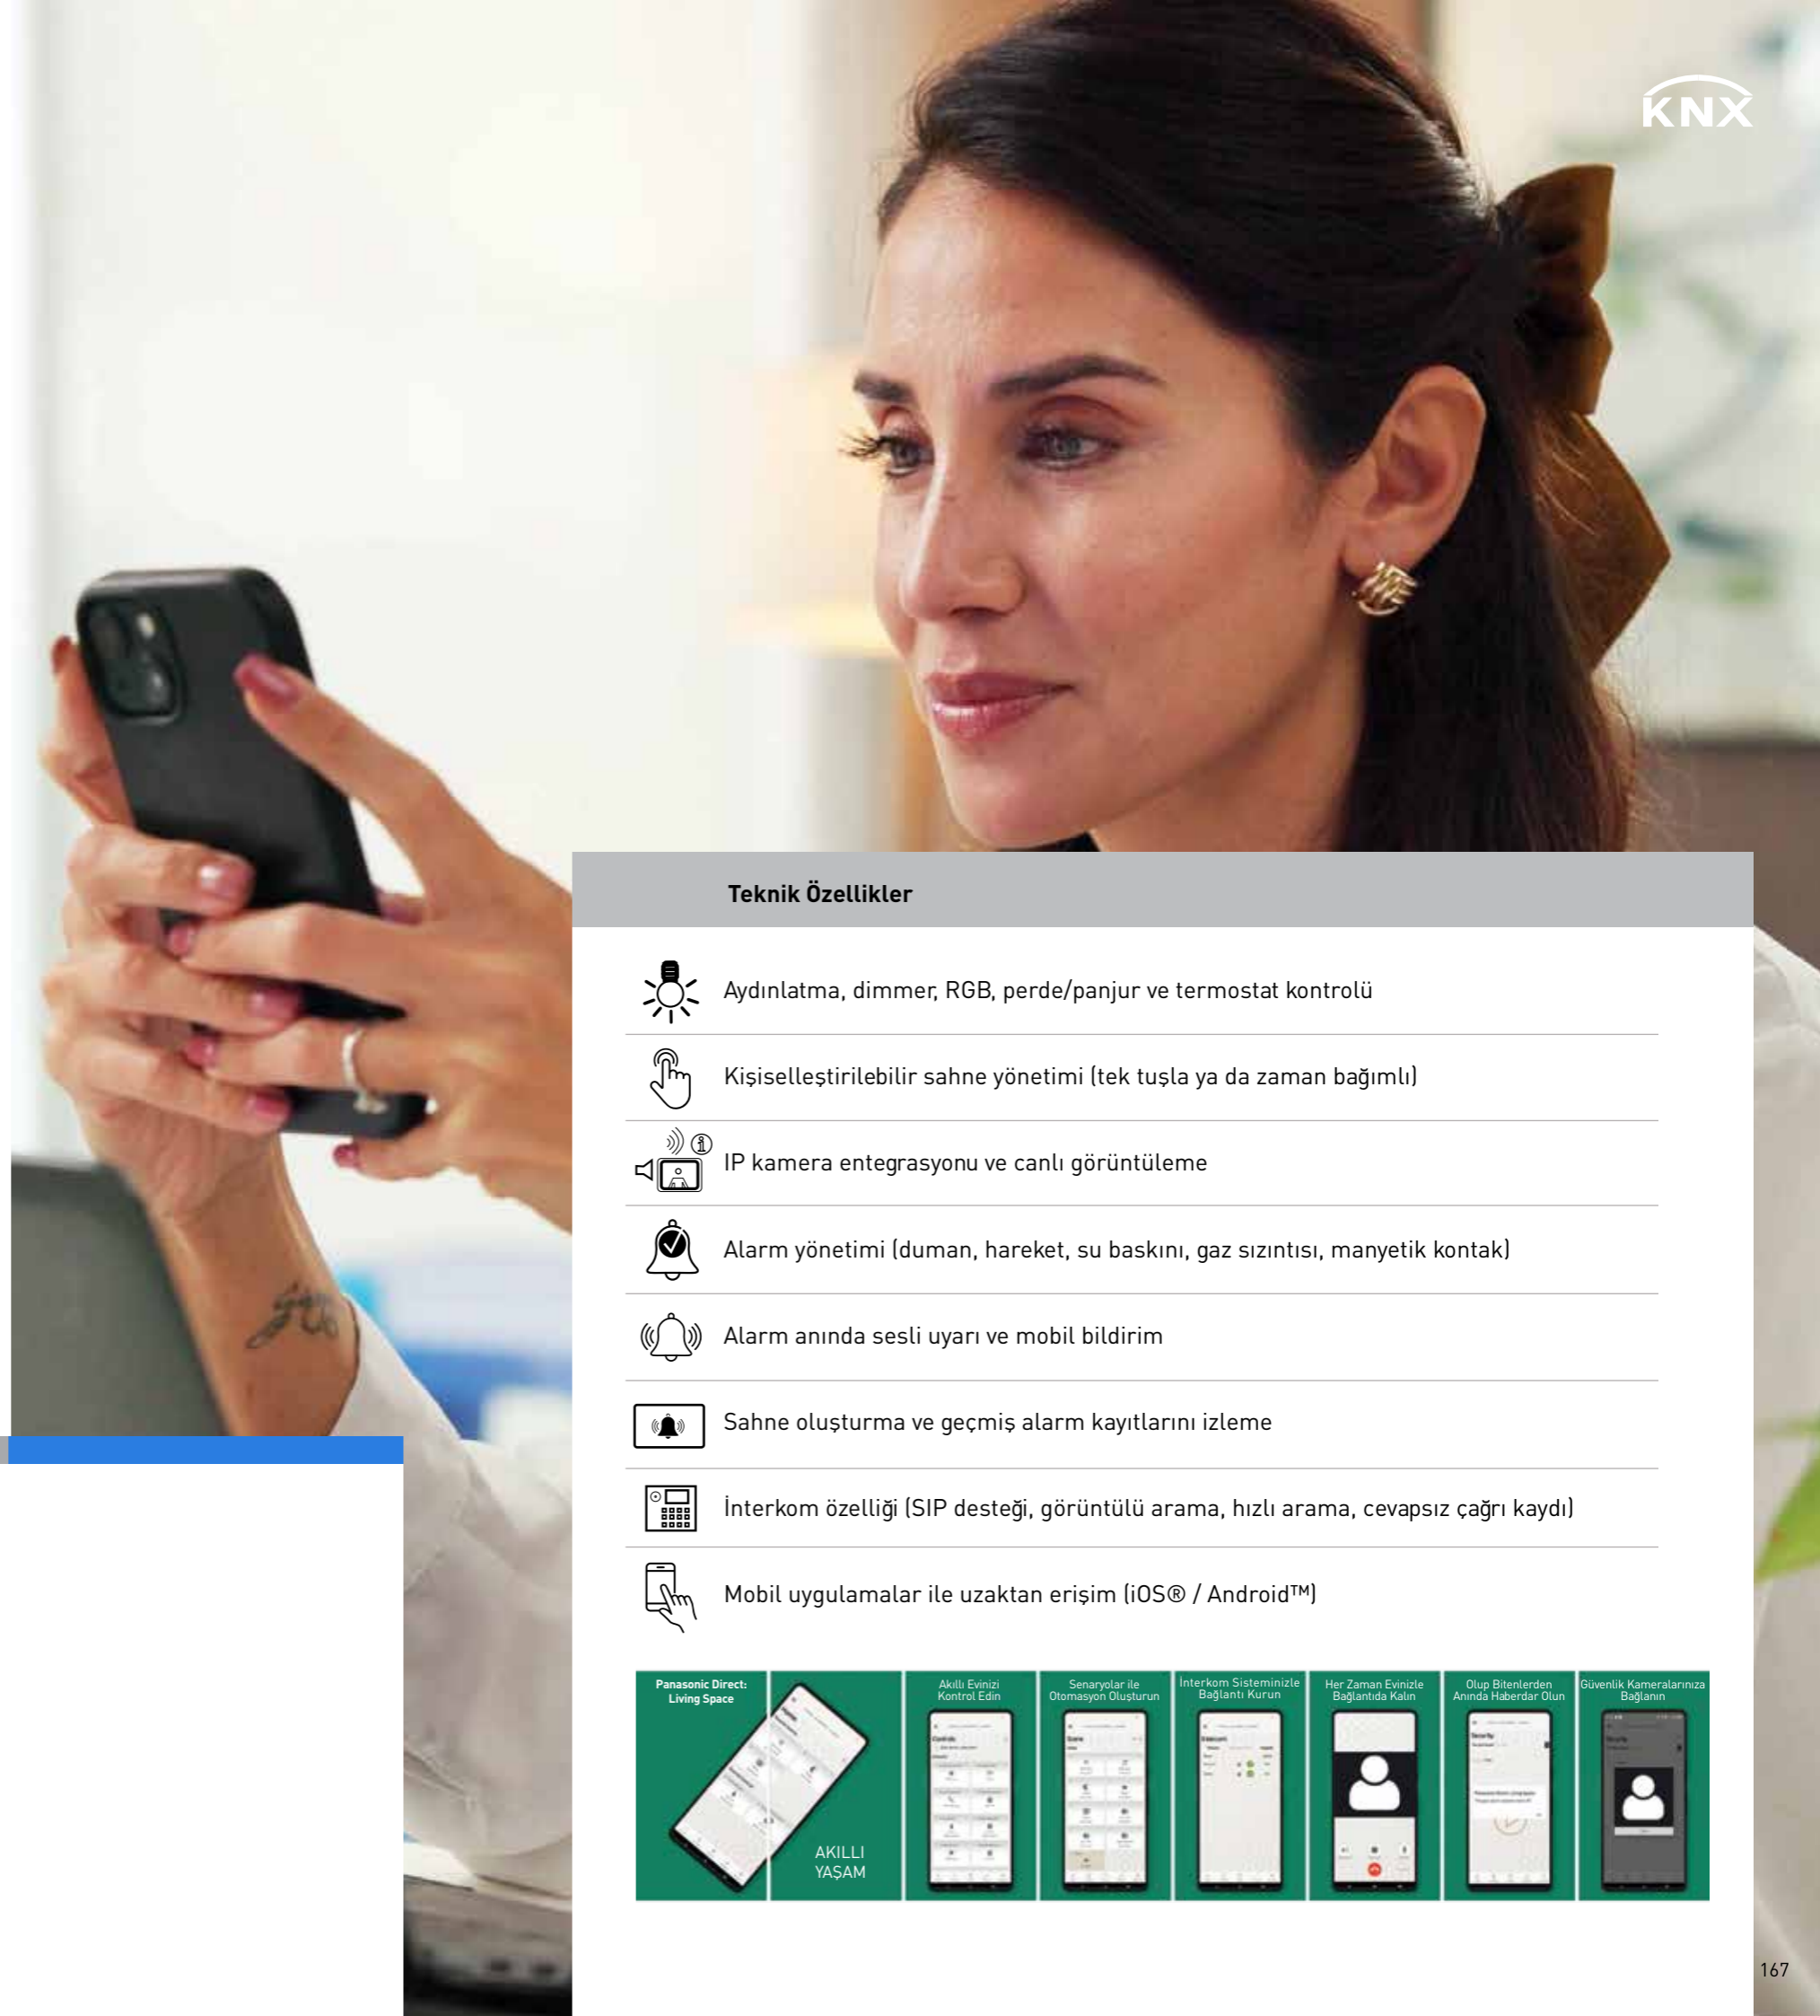 KNX
Teknik Özellikler
Aydınlatma, dimmer, RGB, perde/panjur ve termostat kontrolü
Kişiselleştirilebilir sahne yönetimi (tek tuşla ya da zaman bağımlı)
IP kamera entegrasyonu ve canlı görüntüleme
Alarm yönetimi (duman, hareket, su baskını, gaz sızıntısı, manyetik kontak)
Alarm anında sesli uyarı ve mobil bildirim
Sahne oluşturma ve geçmiş alarm kayıtlarını izleme
İnterkom özelliği (SIP desteği, görüntülü arama, hızlı arama, cevapsız çağrı kaydı)
Mobil uygulamalar ile uzaktan erişim (iOS® / Android™)
Panasonic Direct:
Living Space
AKILLI
YAŞAM
Akıllı Evinizi
Kontrol Edin
Senaryolar ile
Otomasyon Oluşturun
İnterkom Sisteminizle
Bağlantı Kurun
Her Zaman Evinizle
Bağlantıda Kalın
Olup Bitenlerden
Anında Haberdar Olun
Güvenlik Kameralarınıza
Bağlanın
167